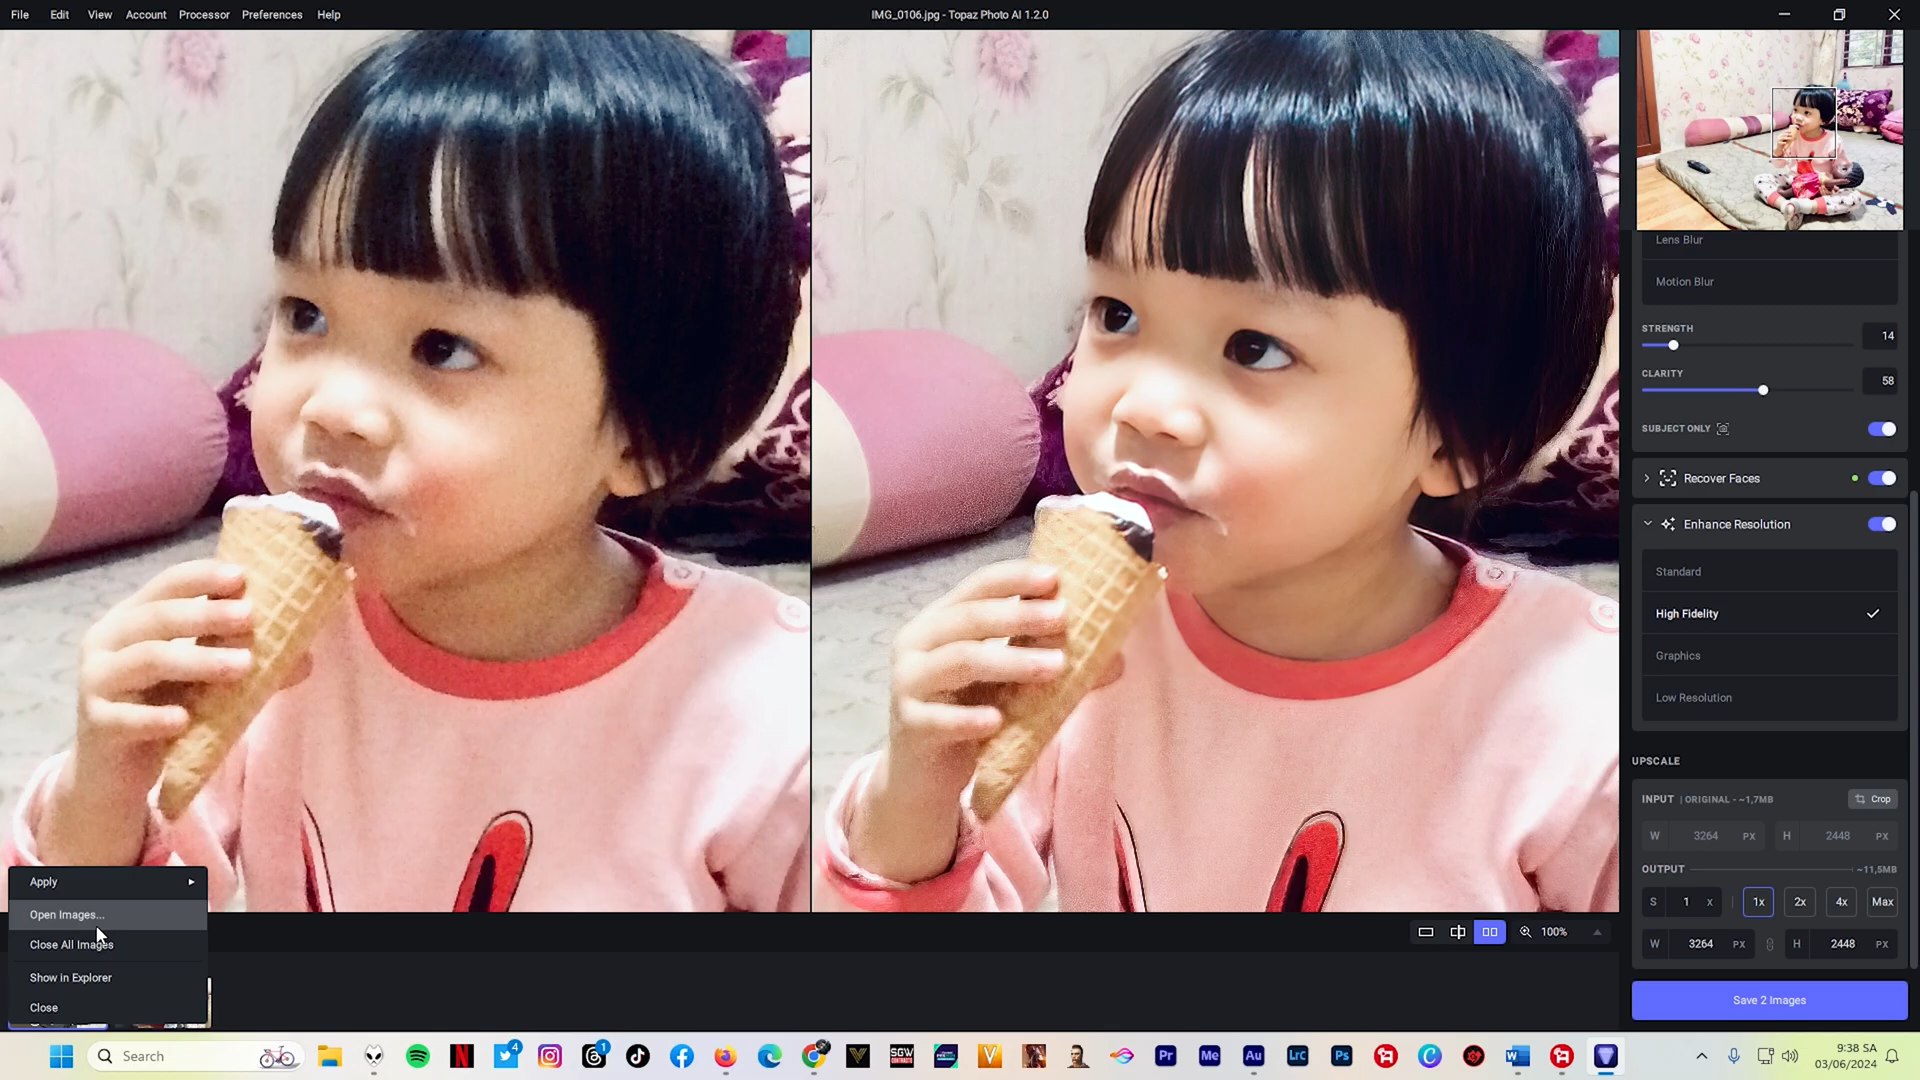 File Edit View Account Processor Preferences Help
IMG_0106.jpg - Topaz Photo AI 1.2.0
Lens Blur
Motion Blur
STRENGTH 14
CLARITY 58
SUBJECT ONLY
Recover Faces
Enhance Resolution
Standard
High Fidelity
Graphics
Low Resolution
UPSCALE
INPUT | ORIGINAL - ~1,7MB Crop
W 3264 PX H 2448 PX
OUTPUT ~11,5MB
S 1 x 1x 2x 4x Max
W 3264 PX H 2448 PX
Save 2 Images
100%
Apply
Open Images...
Close All Images
Show in Explorer
Close
Search
4
1
SGW
V
Pr Me Au LrC Ps
9:38 SA
03/06/2024